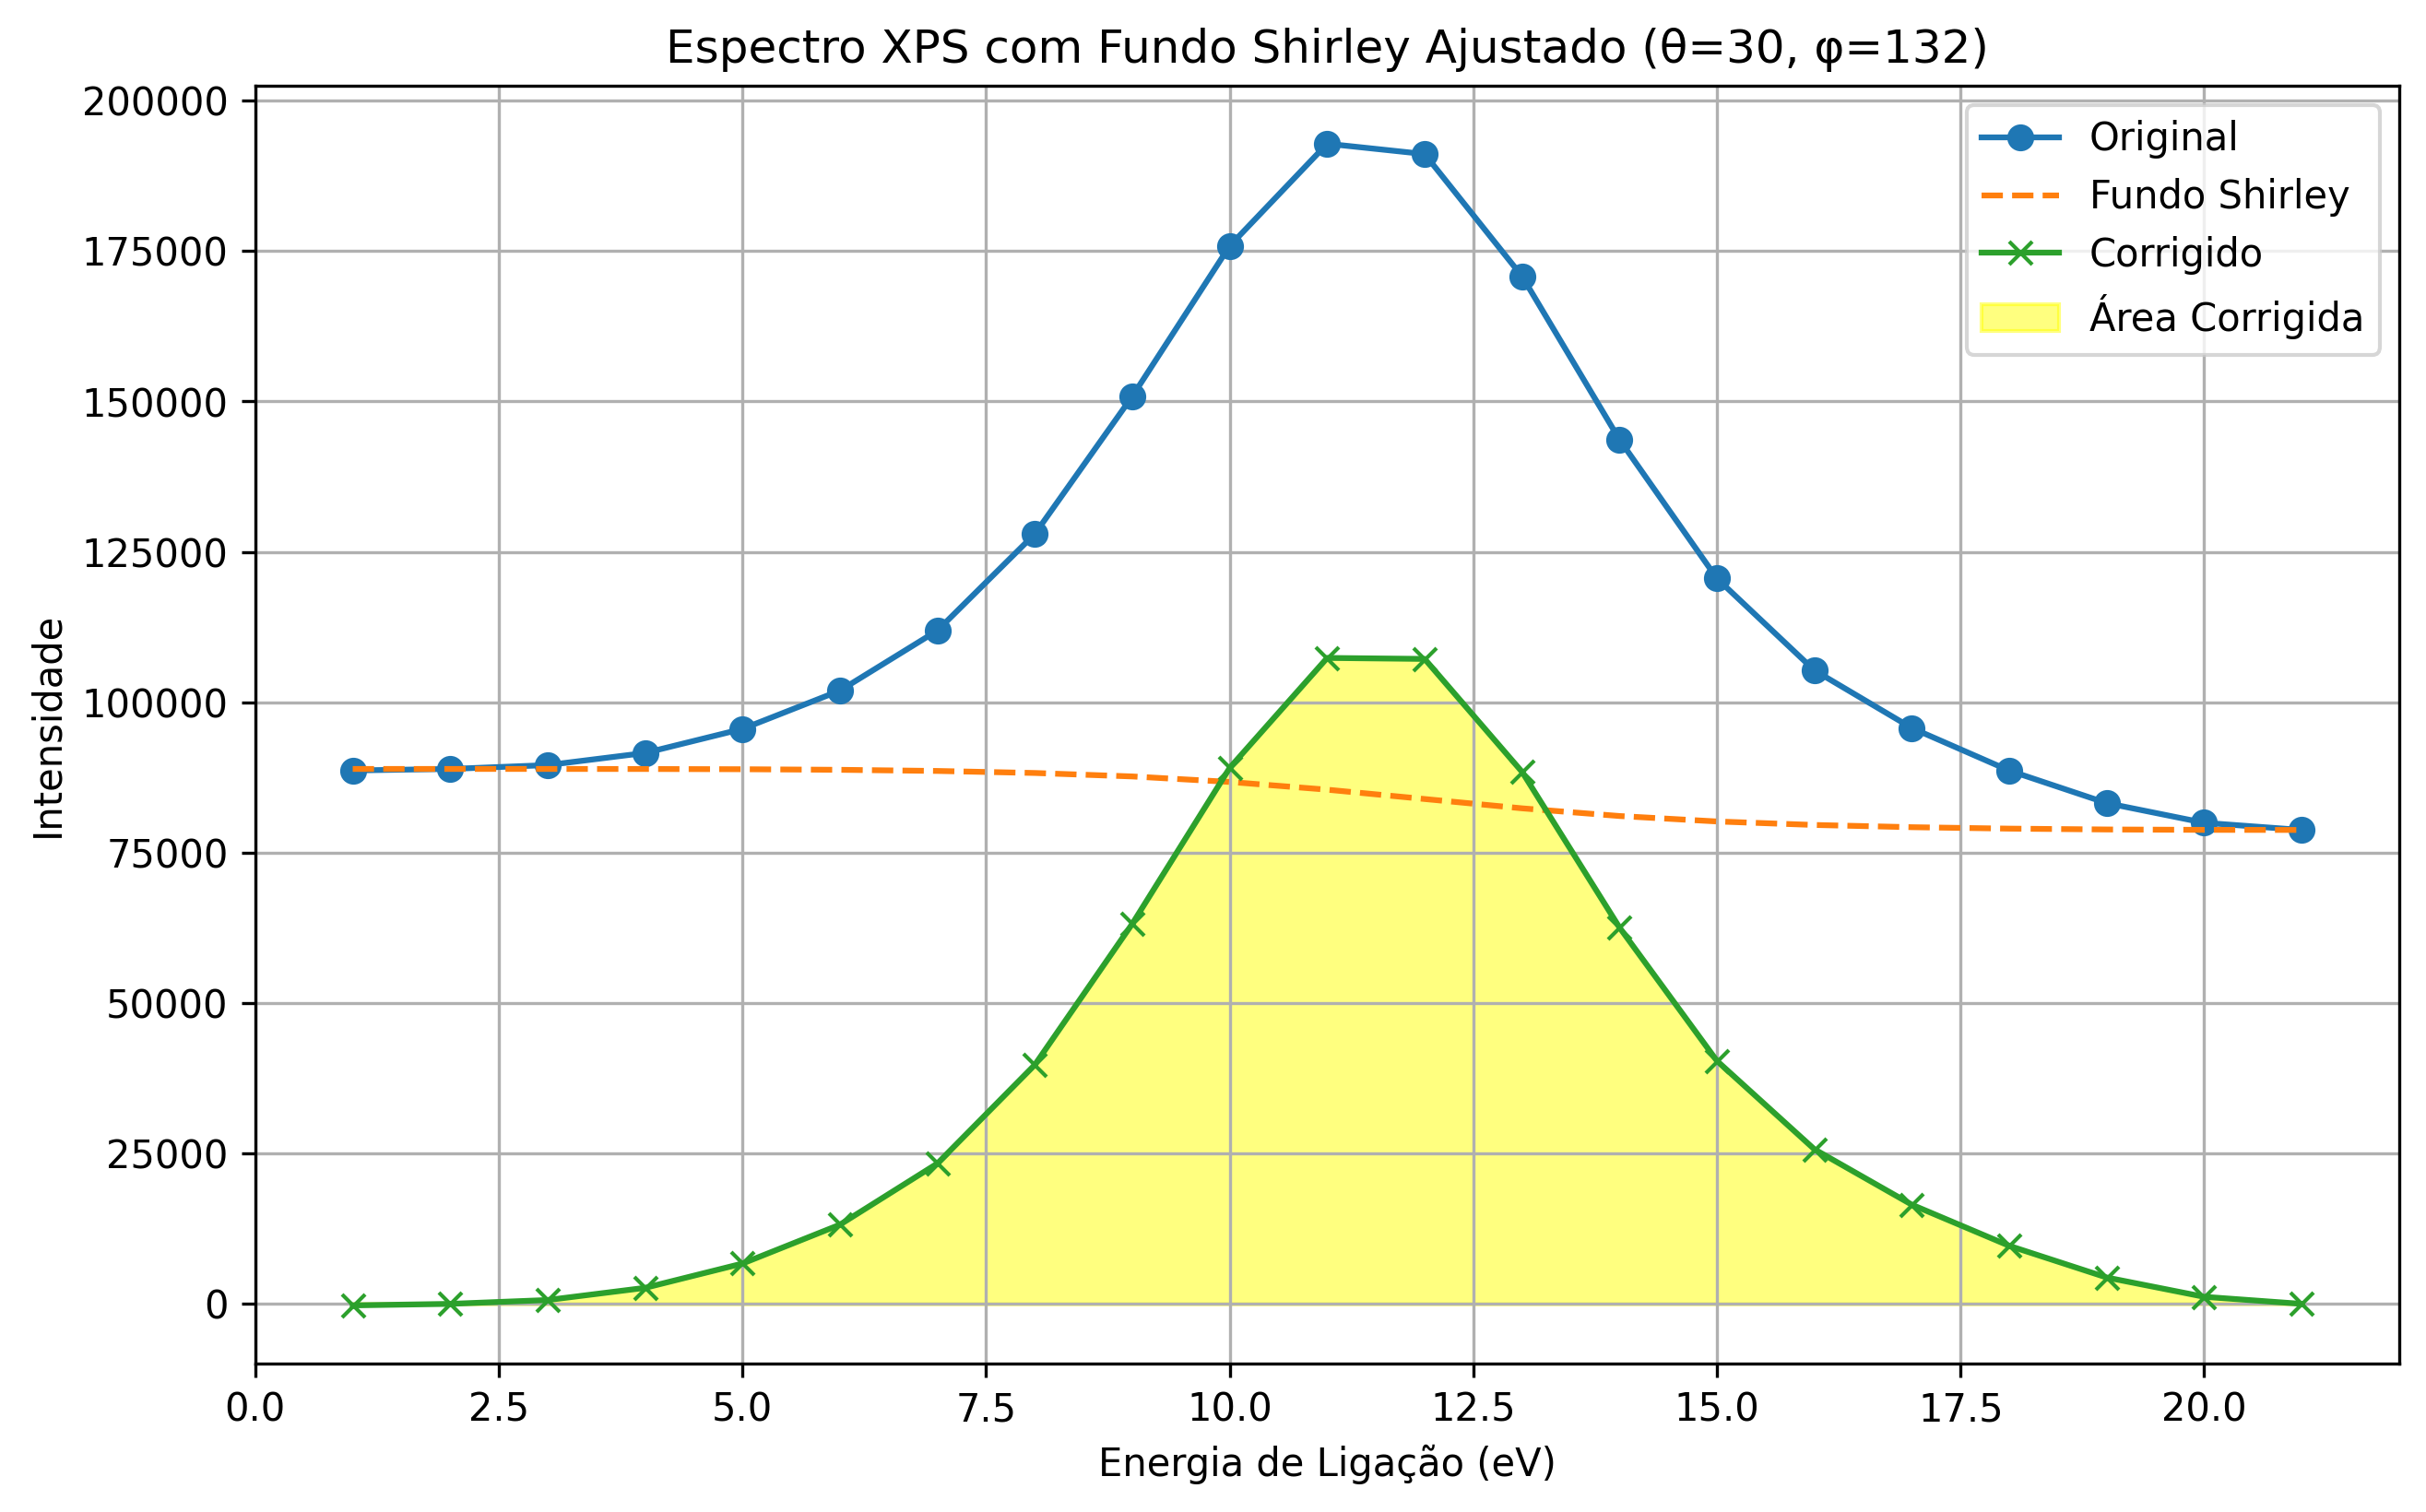 Espectro XPS com Fundo Shirley Ajustado (θ=30, φ=132)
200000
175000
150000
125000
100000
75000
50000
25000
0
Intensidade
Original
Fundo Shirley
Corrigido
Área Corrigida
0.0 2.5 5.0 7.5 10.0 12.5 15.0 17.5 20.0
Energia de Ligação (eV)